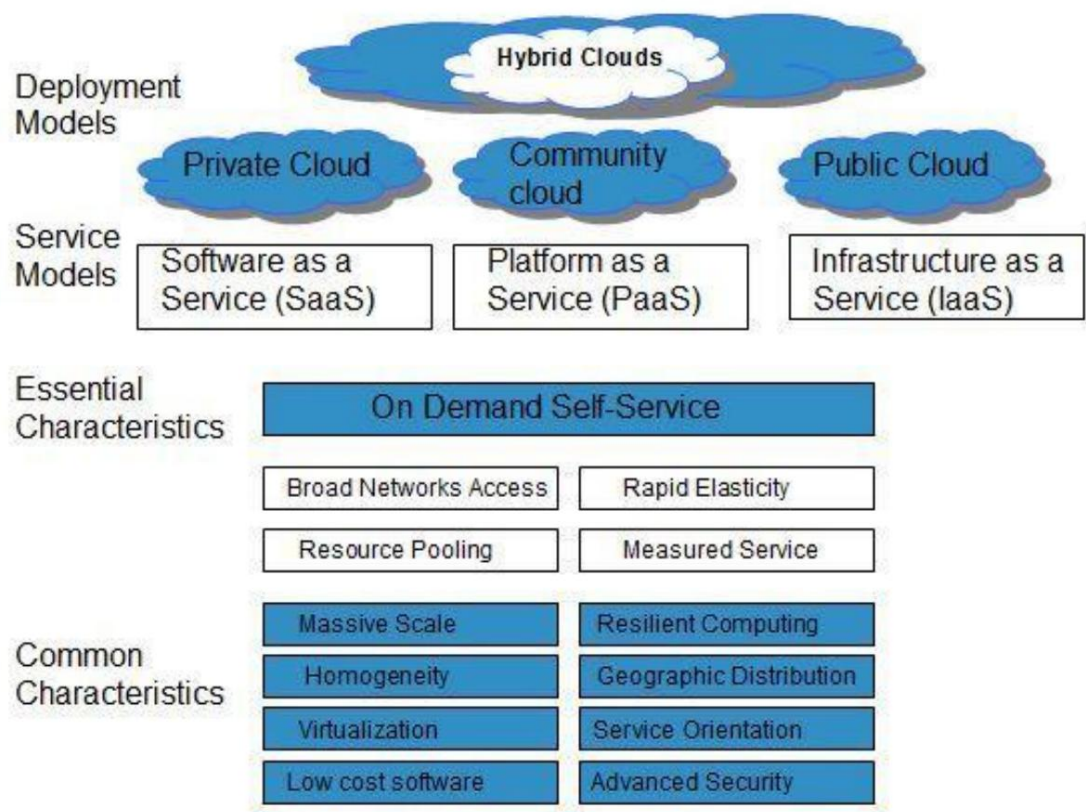 Hybrid Clouds
Deployment
Models
Private Cloud
Community
cloud
Public Cloud
Service
Models
Software as a
Service (SaaS)
Platform as a
Service (PaaS)
Infrastructure as a
Service (IaaS)
Essential
Characteristics
On Demand Self-Service
Broad Networks Access
Rapid Elasticity
Resource Pooling
Measured Service
Common
Characteristics
Massive Scale
Resilient Computing
Homogeneity
Geographic Distribution
Virtualization
Service Orientation
Low cost software
Advanced Security